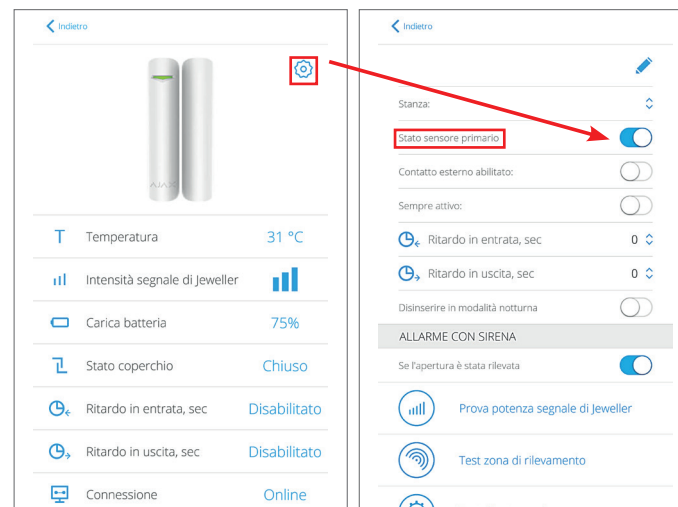 Indietro
AJAX
T Temperatura 31 °C
Intensità segnale di Jeweller
Carica batteria 75%
Stato coperchio Chiuso
Ritardo in entrata, sec Disabilitato
Ritardo in uscita, sec Disabilitato
Connessione Online
Indietro
Stanza:
Stato sensore primario
Contatto esterno abilitato:
Sempre attivo:
Ritardo in entrata, sec 0
Ritardo in uscita, sec 0
Disinserire in modalità notturna
ALLARME CON SIRENA
Se l'apertura è stata rilevata
Prova potenza segnale di Jeweller
Test zona di rilevamento